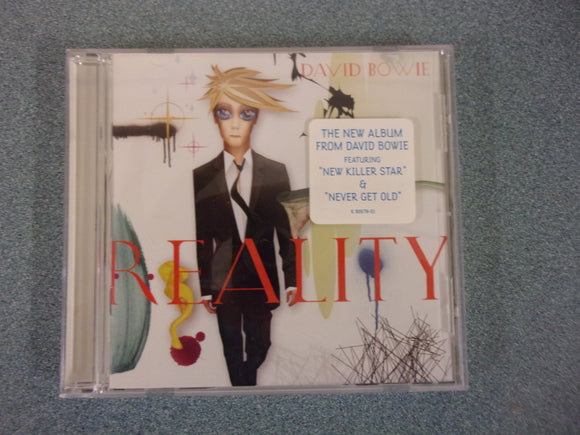 DAVID BOWIE
THE NEW ALBUM
FROM DAVID BOWIE
FEATURING
"NEW KILLER STAR"
&
"NEVER GET OLD"
REALITY